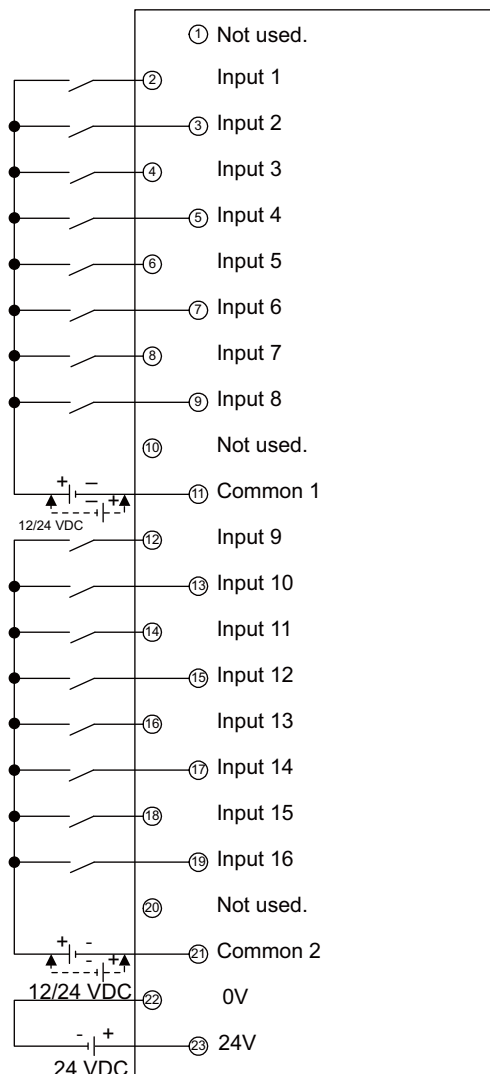 ① Not used.
② Input 1
③ Input 2
④ Input 3
⑤ Input 4
⑥ Input 5
⑦ Input 6
⑧ Input 7
⑨ Input 8
⑩ Not used.
+ – ⑪ Common 1
– +
12/24 VDC
⑫ Input 9
⑬ Input 10
⑭ Input 11
⑮ Input 12
⑯ Input 13
⑰ Input 14
⑱ Input 15
⑲ Input 16
⑳ Not used.
+ - ㉑ Common 2
- +
12/24 VDC ㉒ 0V
- + ㉓ 24V
24 VDC